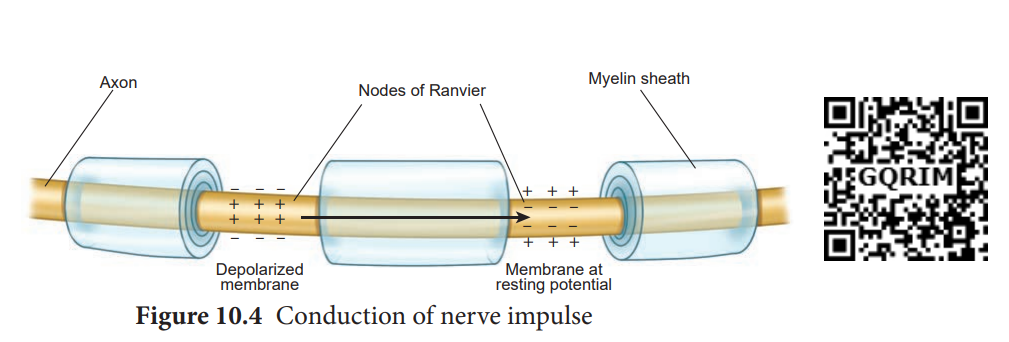 Axon
Nodes of Ranvier
Myelin sheath
− − −
+ + +
+ + +
− − −
+ + +
− − −
− − −
+ + +
Depolarized
membrane
Membrane at
resting potential
GQRIM
Figure 10.4 Conduction of nerve impulse